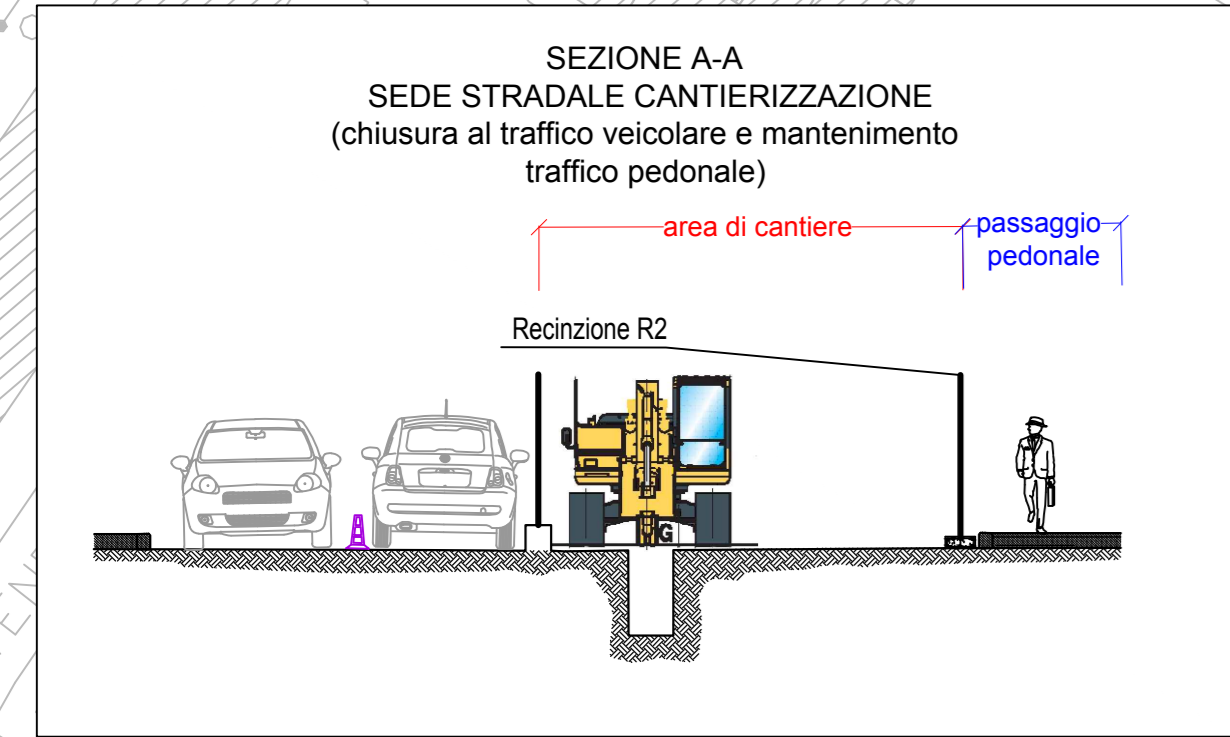 SEZIONE A-A
SEDE STRADALE CANTIERIZZAZIONE
(chiusura al traffico veicolare e mantenimento
traffico pedonale)
area di cantiere
passaggio
pedonale
Recinzione R2
G